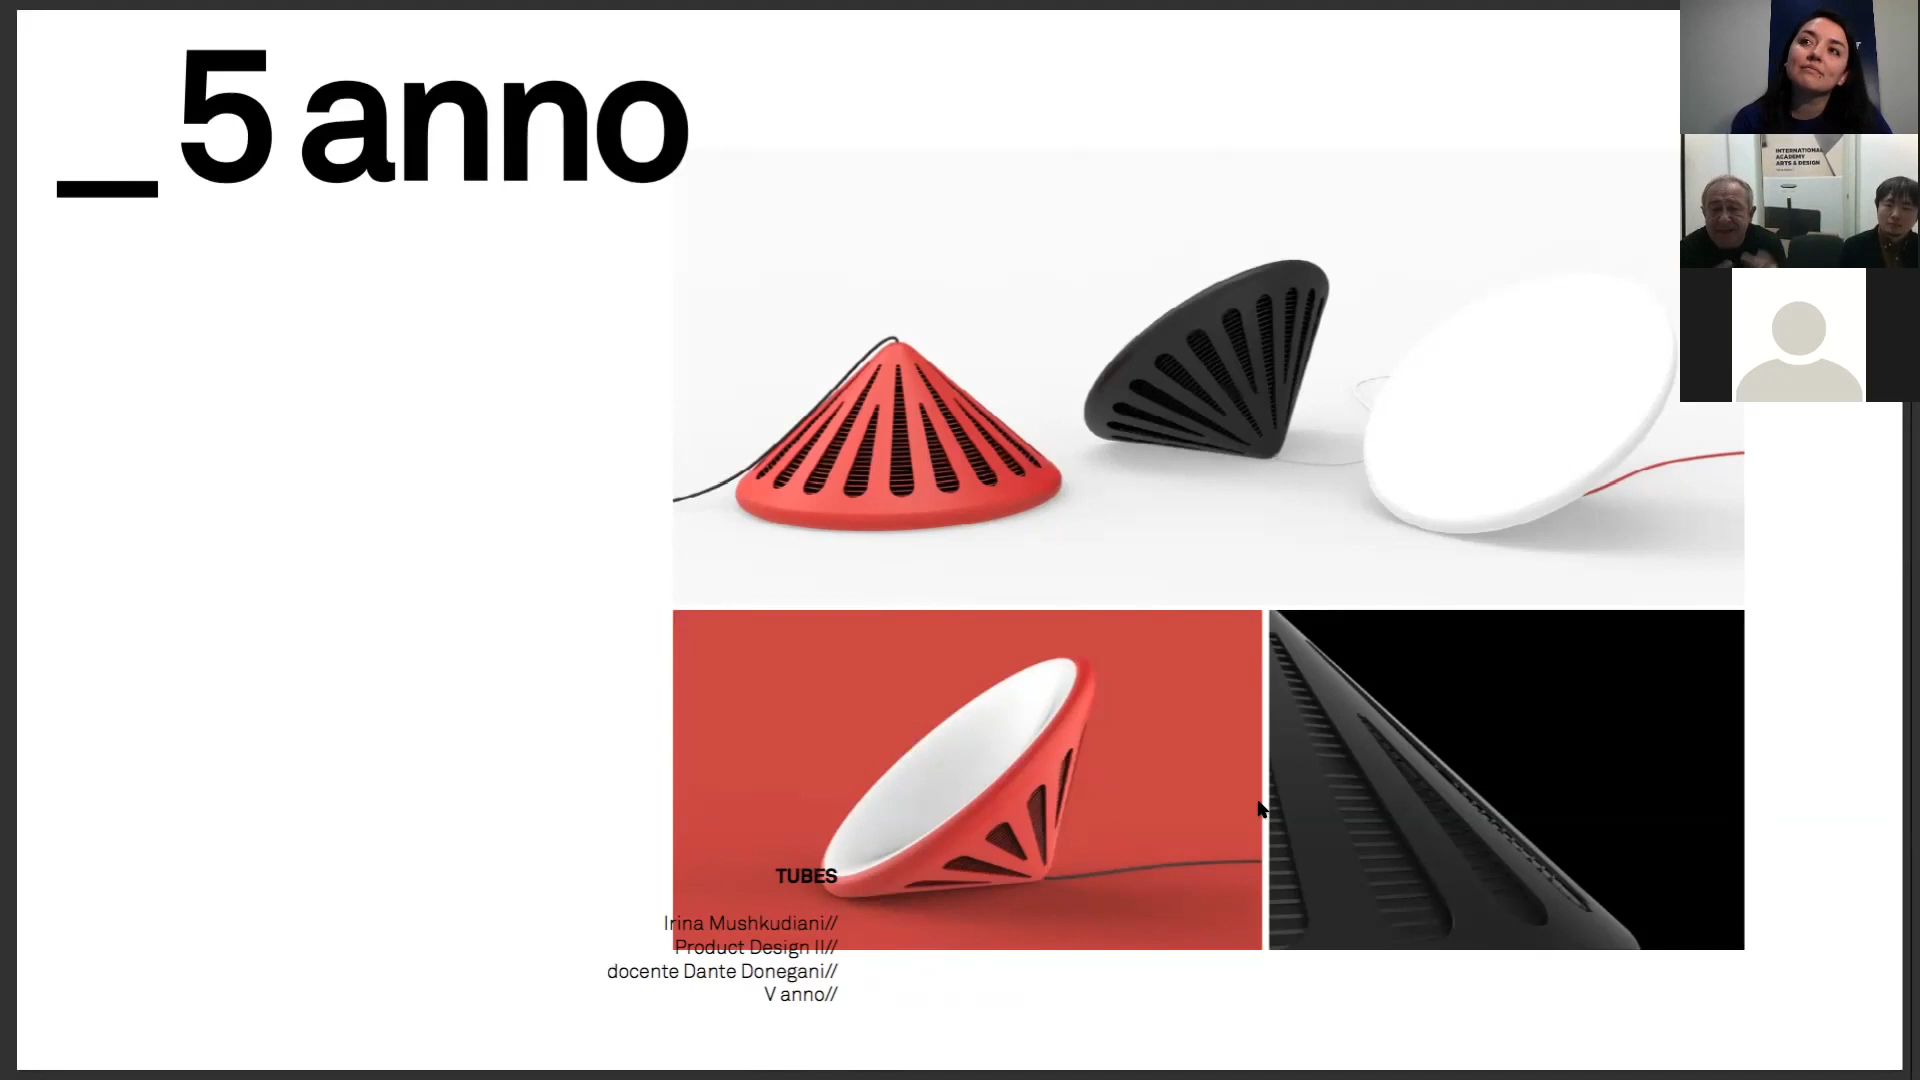 _5 anno
INTERNATIONAL
ACADEMY
ARTS & DESIGN
TUBES
Irina Mushkudiani//
Product Design II//
docente Dante Donegani//
V anno//